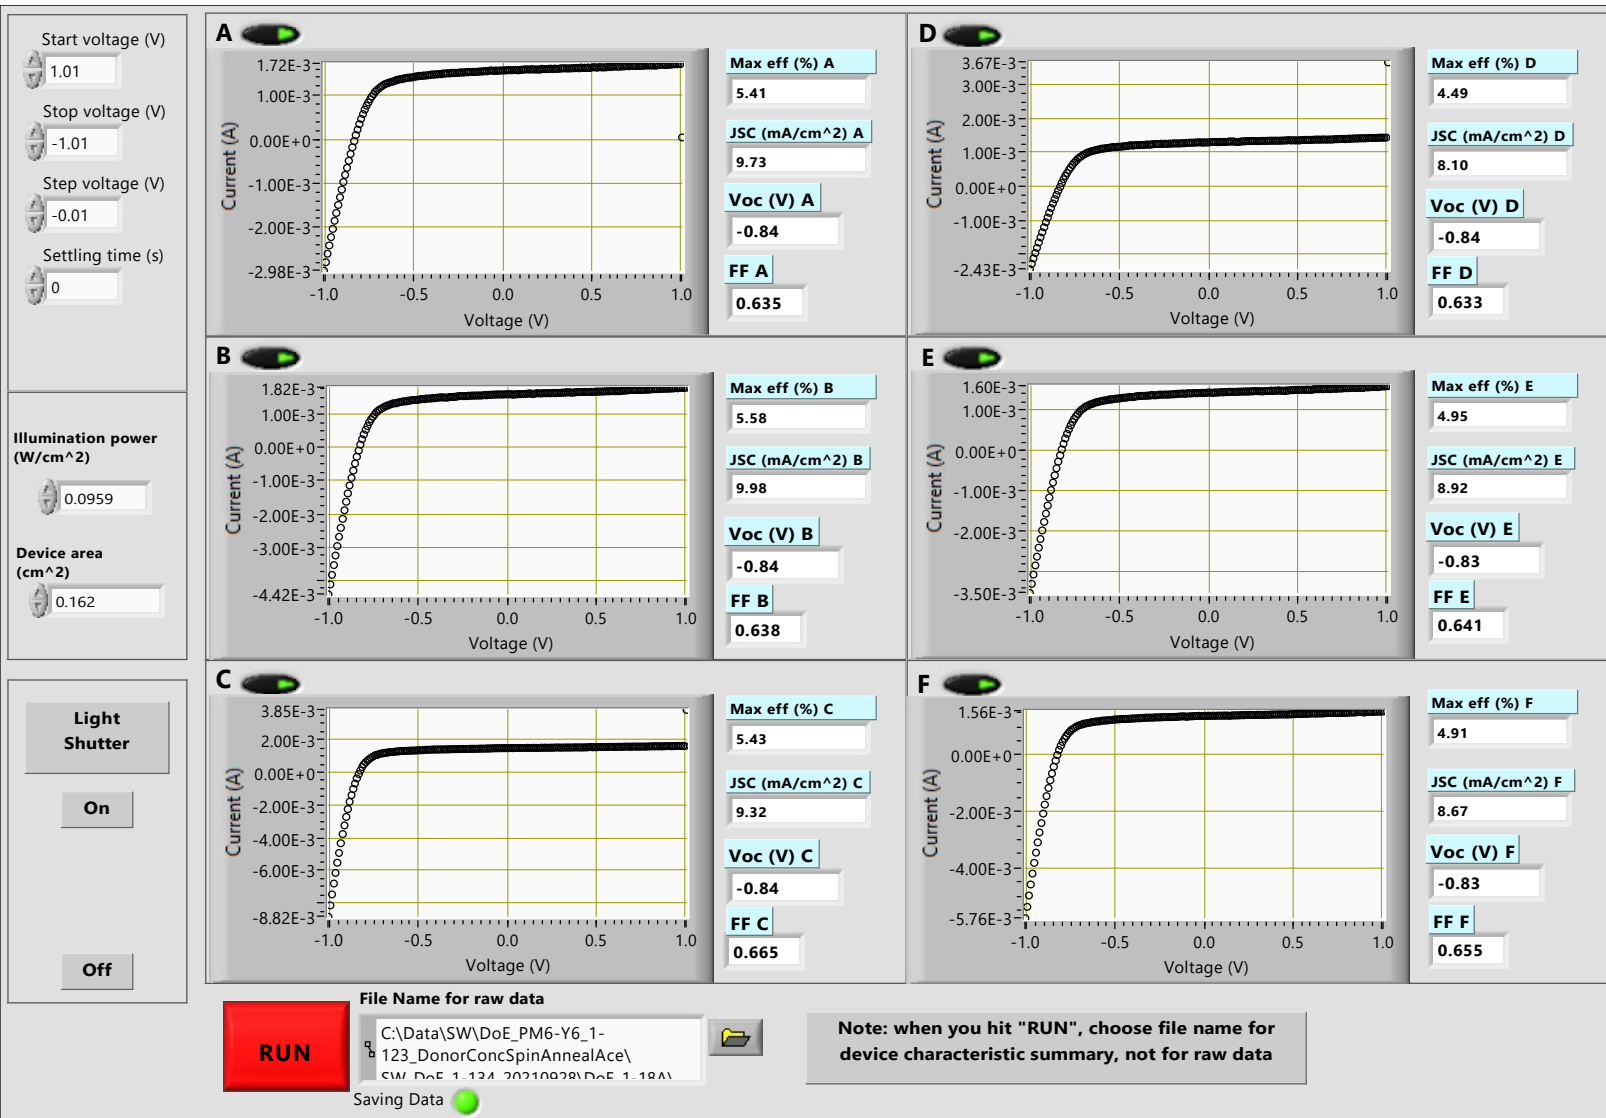 Start voltage (V)
1.01
Stop voltage (V)
-1.01
Step voltage (V)
-0.01
Settling time (s)
0
Illumination power
(W/cm^2)
0.0959
Device area
(cm^2)
0.162
Light
Shutter
On
Off
A
1.72E-3
1.00E-3
0.00E+0
-1.00E-3
-2.00E-3
-2.98E-3
Current (A)
-1.0 -0.5 0.0 0.5 1.0
Voltage (V)
Max eff (%) A
5.41
JSC (mA/cm^2) A
9.73
Voc (V) A
-0.84
FF A
0.635
B
1.82E-3
1.00E-3
0.00E+0
-1.00E-3
-2.00E-3
-3.00E-3
-4.42E-3
Current (A)
-1.0 -0.5 0.0 0.5 1.0
Voltage (V)
Max eff (%) B
5.58
JSC (mA/cm^2) B
9.98
Voc (V) B
-0.84
FF B
0.638
C
3.85E-3
2.00E-3
0.00E+0
-2.00E-3
-4.00E-3
-6.00E-3
-8.82E-3
Current (A)
-1.0 -0.5 0.0 0.5 1.0
Voltage (V)
Max eff (%) C
5.43
JSC (mA/cm^2) C
9.32
Voc (V) C
-0.84
FF C
0.665
D
3.67E-3
3.00E-3
2.00E-3
1.00E-3
0.00E+0
-1.00E-3
-2.43E-3
Current (A)
-1.0 -0.5 0.0 0.5 1.0
Voltage (V)
Max eff (%) D
4.49
JSC (mA/cm^2) D
8.10
Voc (V) D
-0.84
FF D
0.633
E
1.60E-3
1.00E-3
0.00E+0
-1.00E-3
-2.00E-3
-3.50E-3
Current (A)
-1.0 -0.5 0.0 0.5 1.0
Voltage (V)
Max eff (%) E
4.95
JSC (mA/cm^2) E
8.92
Voc (V) E
-0.83
FF E
0.641
F
1.56E-3
0.00E+0
-2.00E-3
-4.00E-3
-5.76E-3
Current (A)
-1.0 -0.5 0.0 0.5 1.0
Voltage (V)
Max eff (%) F
4.91
JSC (mA/cm^2) F
8.67
Voc (V) F
-0.83
FF F
0.655
RUN
File Name for raw data
C:\Data\SW\DoE_PM6-Y6_1-
123_DonorConcSpinAnnealAce\
SW_DoE_1-134_20210928\DoE_1-18A\
Saving Data
Note: when you hit "RUN", choose file name for
device characteristic summary, not for raw data